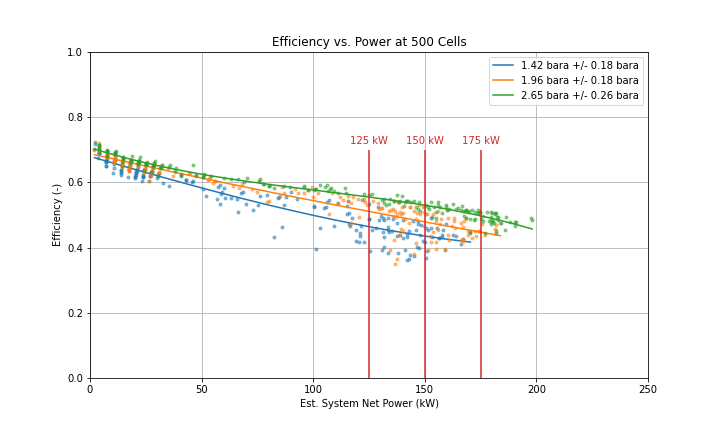 Efficiency vs. Power at 500 Cells
1.0
0.8
0.6
0.4
0.2
0.0
Efficiency (-)
1.42 bara +/- 0.18 bara
1.96 bara +/- 0.18 bara
2.65 bara +/- 0.26 bara
125 kW 150 kW 175 kW
0 50 100 150 200 250
Est. System Net Power (kW)